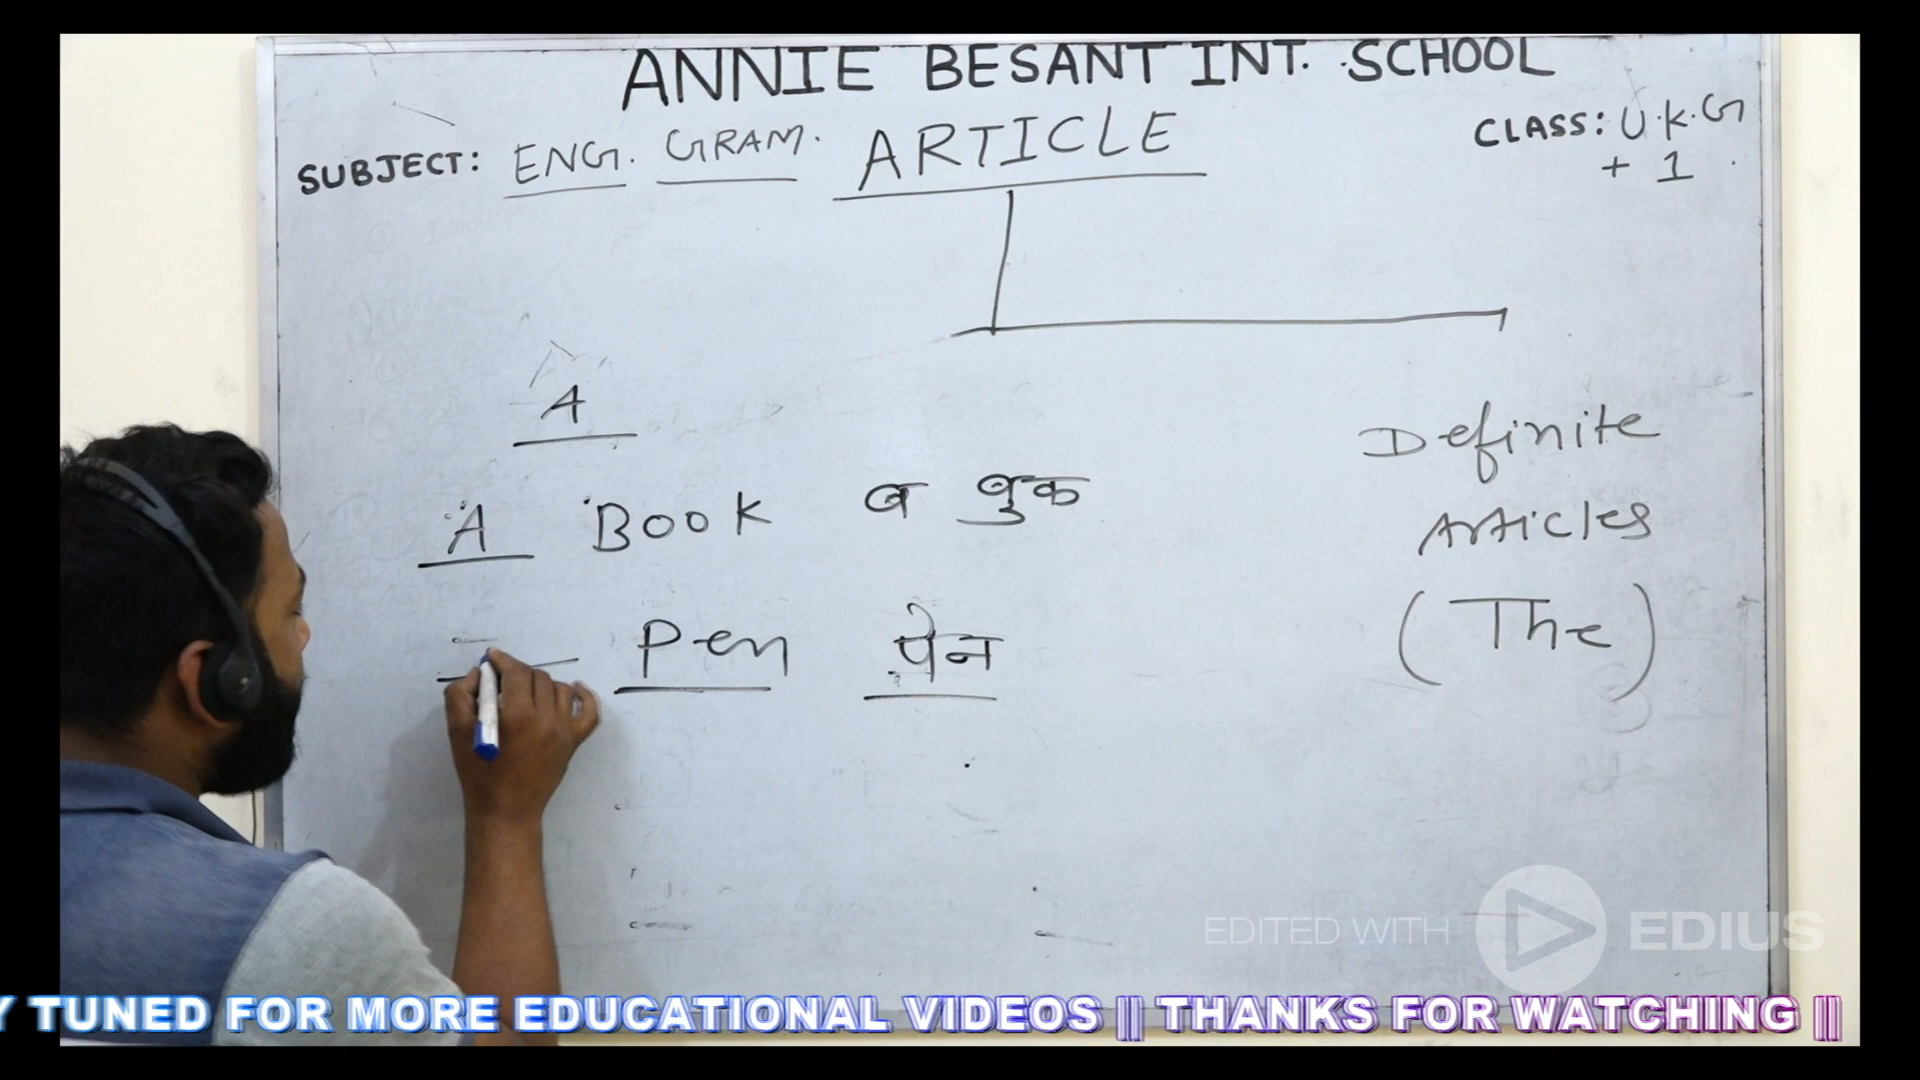 ANNIE BESANT INT. SCHOOL
SUBJECT: ENG. GRAM. ARTICLE CLASS: U.K.G
+ 1
A
A Book ब बुक
Pen पेन
Definite
Articles
(The)
EDITED WITH EDIUS
Y TUNED FOR MORE EDUCATIONAL VIDEOS || THANKS FOR WATCHING ||